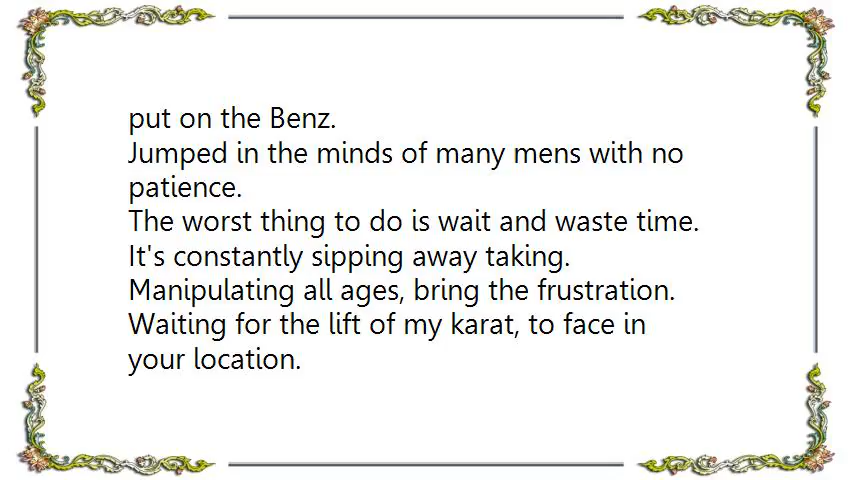 put on the Benz.
Jumped in the minds of many mens with no
patience.
The worst thing to do is wait and waste time.
It's constantly sipping away taking.
Manipulating all ages, bring the frustration.
Waiting for the lift of my karat, to face in
your location.